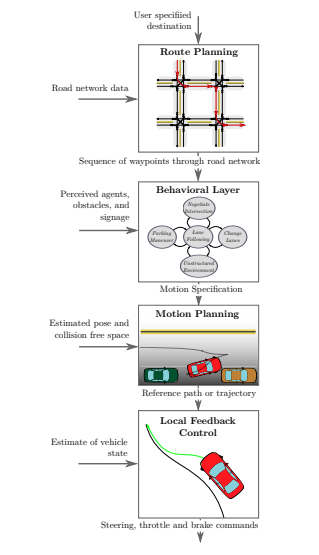 User specifiied
destination
Route Planning
Road network data
Sequence of waypoints through road network
Perceived agents,
obstacles, and
signage
Behavioral Layer
Negotiate
Intersection
Parking
Maneuver
Lane
Following
Change
Lanes
Unstructured
Environment
Motion Specification
Estimated pose and
collision free space
Motion Planning
Reference path or trajectory
Estimate of vehicle
state
Local Feedback
Control
Steering, throttle and brake commands